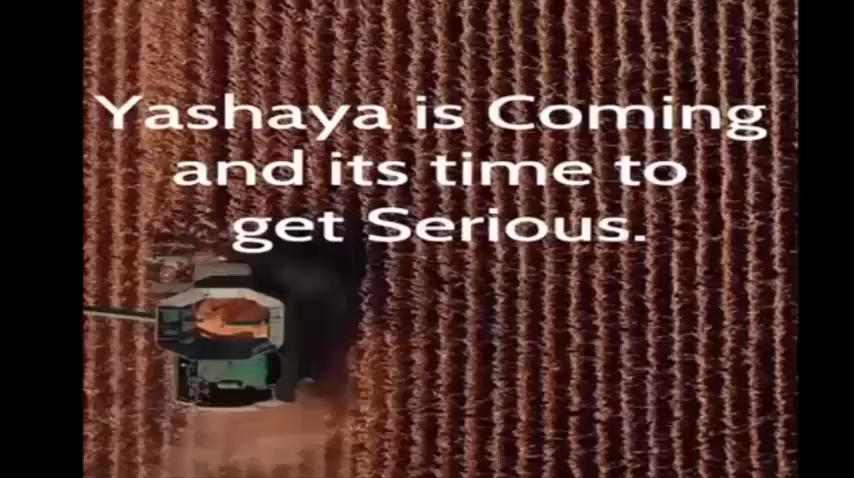 Yashaya is Coming
and its time to
get Serious.